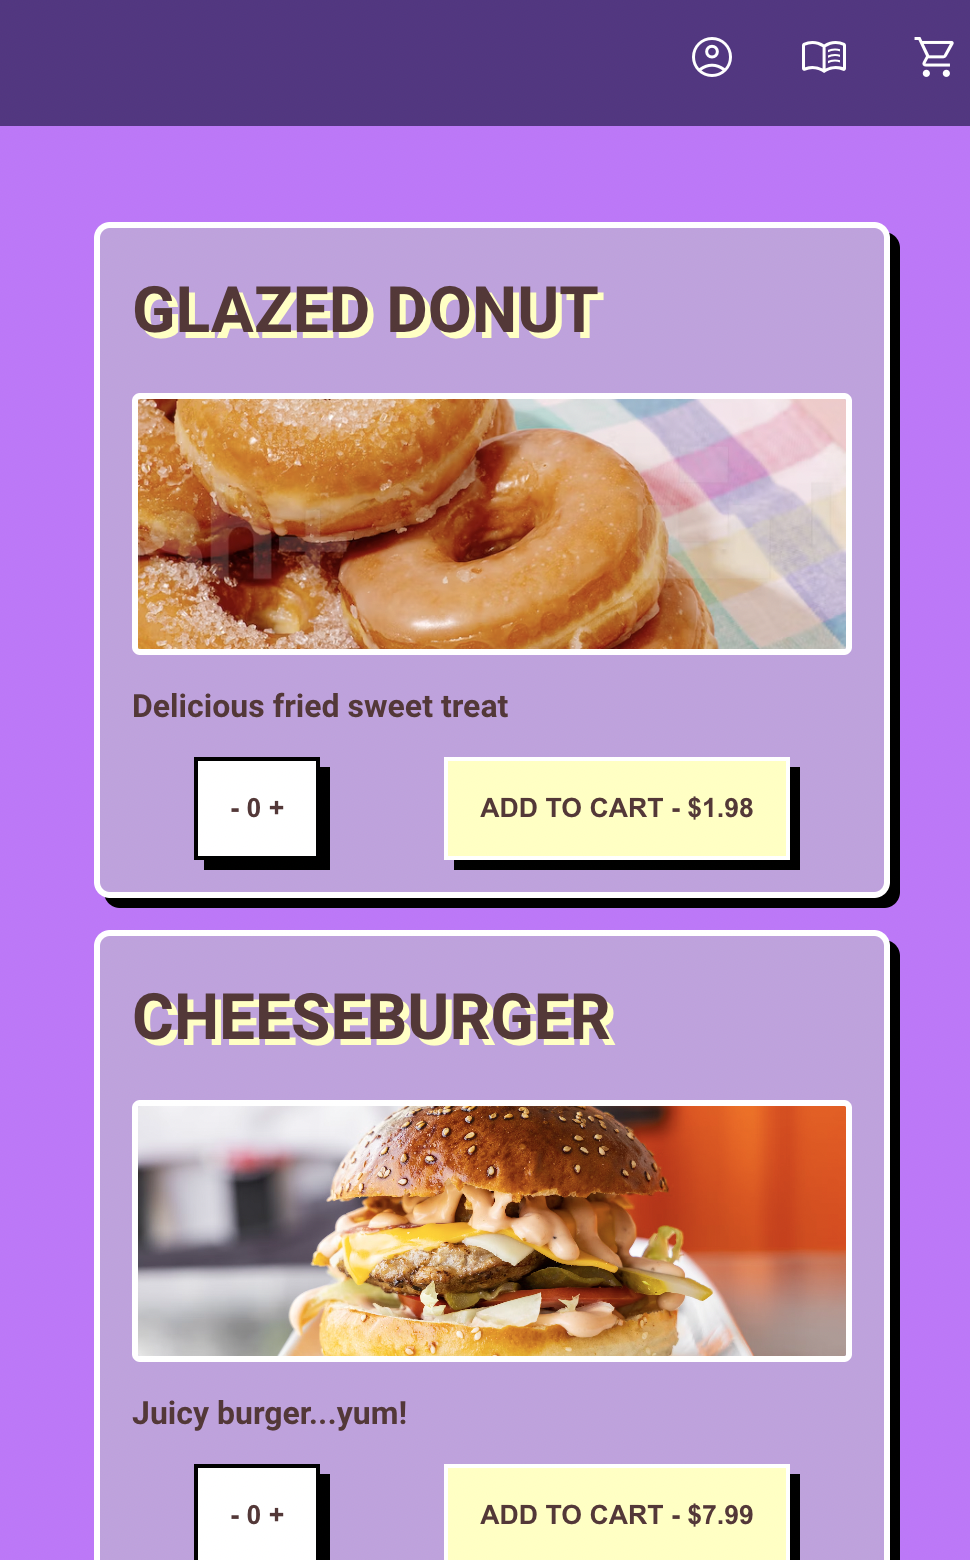 GLAZED DONUT
Delicious fried sweet treat
- 0 +
ADD TO CART - $1.98
CHEESEBURGER
Juicy burger...yum!
- 0 +
ADD TO CART - $7.99